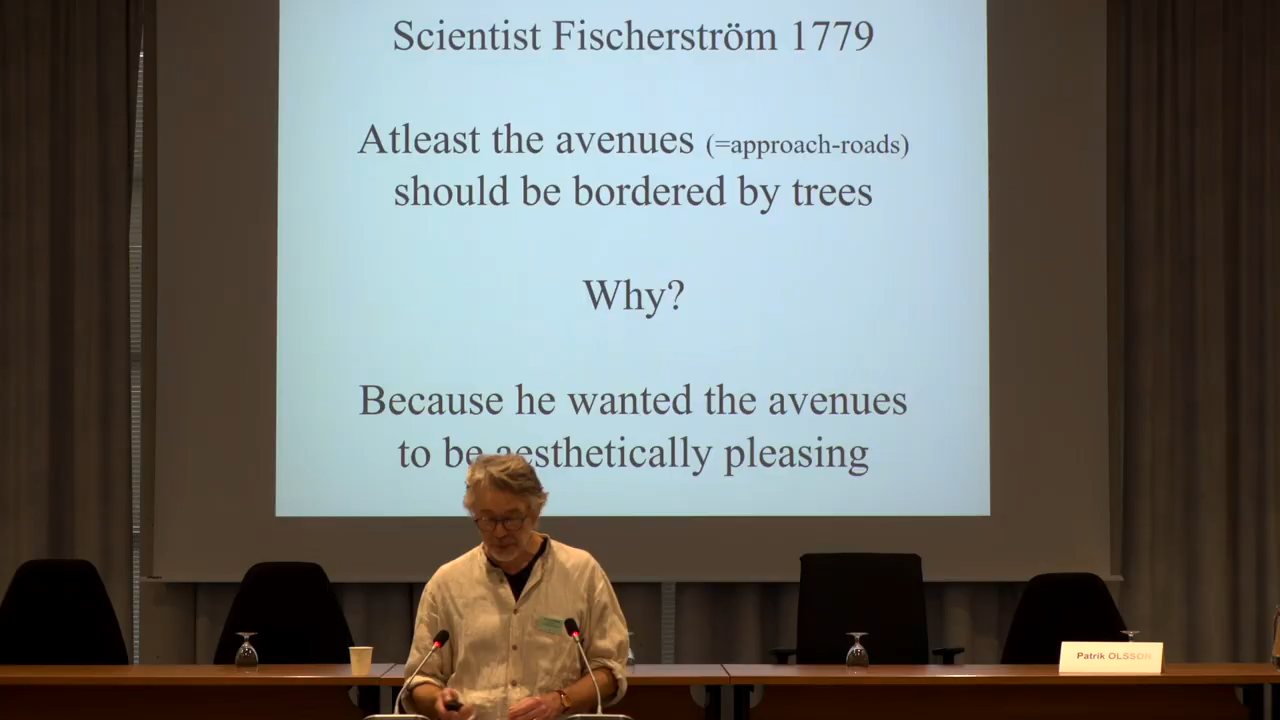 Scientist Fischerström 1779
Atleast the avenues (=approach-roads)
should be bordered by trees
Why?
Because he wanted the avenues
to be aesthetically pleasing
Patrik OLSSON